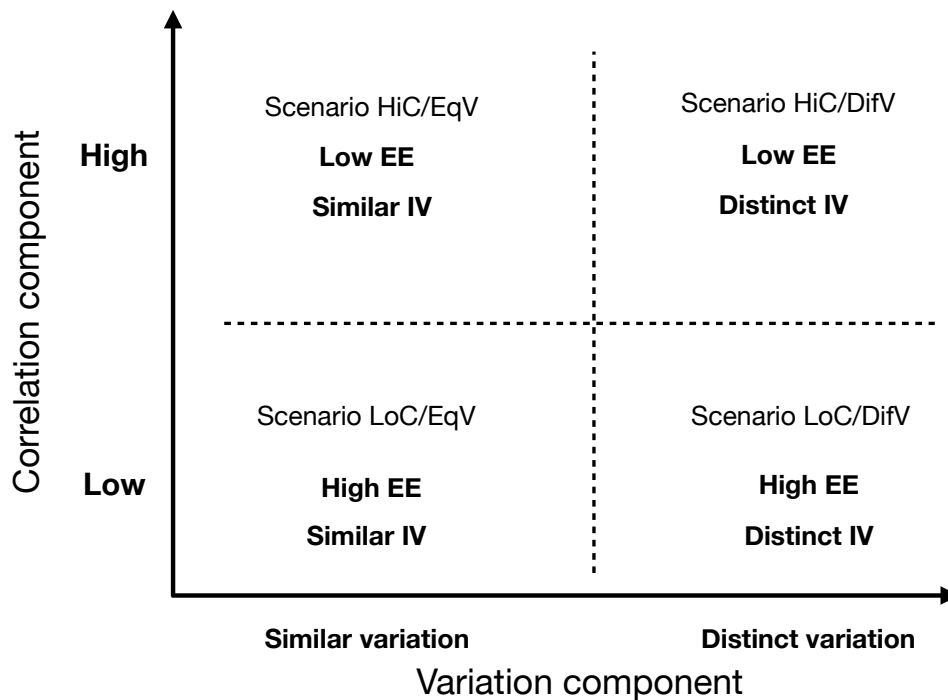 Correlation component
High
Low
Scenario HiC/EqV
Low EE
Similar IV
Scenario HiC/DifV
Low EE
Distinct IV
Scenario LoC/EqV
High EE
Similar IV
Scenario LoC/DifV
High EE
Distinct IV
Similar variation
Distinct variation
Variation component